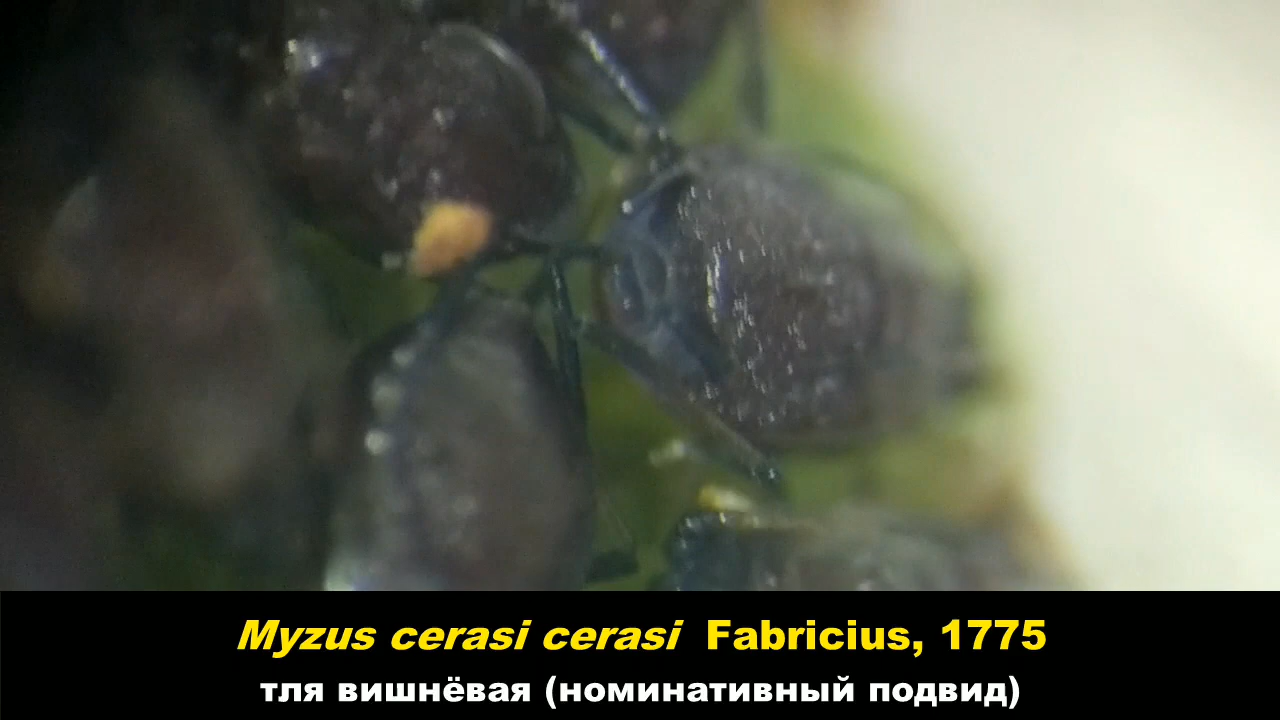 Myzus cerasi cerasi Fabricius, 1775
тля вишнёвая (номинативный подвид)